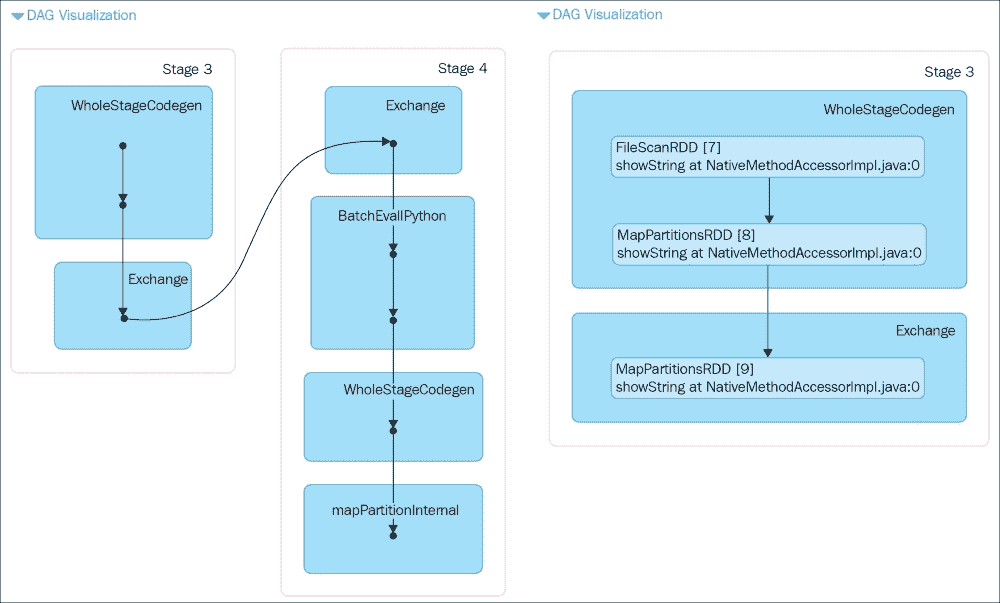 DAG Visualization
Stage 3
WholeStageCodegen
Exchange
Stage 4
Exchange
BatchEvallPython
WholeStageCodegen
mapPartitionInternal
DAG Visualization
Stage 3
WholeStageCodegen
FileScanRDD [7]
showString at NativeMethodAccessorImpl.java:0
MapPartitionsRDD [8]
showString at NativeMethodAccessorImpl.java:0
Exchange
MapPartitionsRDD [9]
showString at NativeMethodAccessorImpl.java:0